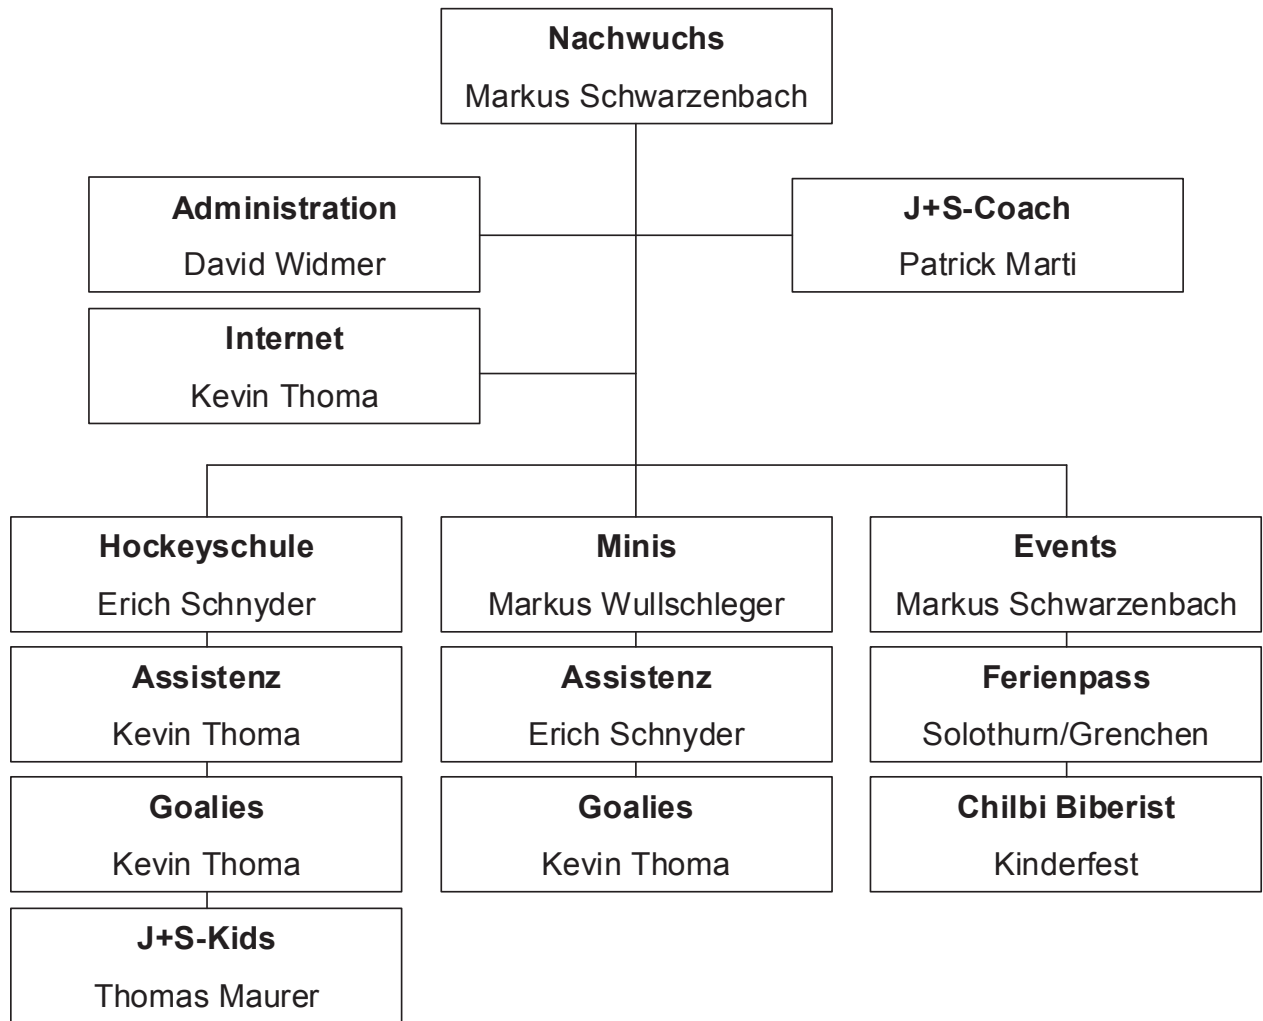 Nachwuchs
Markus Schwarzenbach
Administration
David Widmer
J+S-Coach
Patrick Marti
Internet
Kevin Thoma
Hockeyschule
Erich Schnyder
Minis
Markus Wullschleger
Events
Markus Schwarzenbach
Assistenz
Kevin Thoma
Assistenz
Erich Schnyder
Ferienpass
Solothurn/Grenchen
Goalies
Kevin Thoma
Goalies
Kevin Thoma
Chilbi Biberist
Kinderfest
J+S-Kids
Thomas Maurer